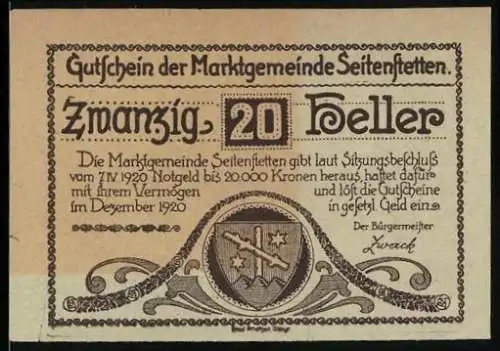 Gutschein der Marktgemeinde Seitenstetten.
Zwanzig 20 Heller
Die Marktgemeinde Seitenstetten gibt laut Sitzungsbeschluß
vom 7.IV 1920 Notgeld bis 20.000 Kronen heraus, haftet dafür
mit ihrem Vermögen und löst die Gutscheine
im Dezember 1920 in gesetzl. Geld ein.
Der Bürgermeister